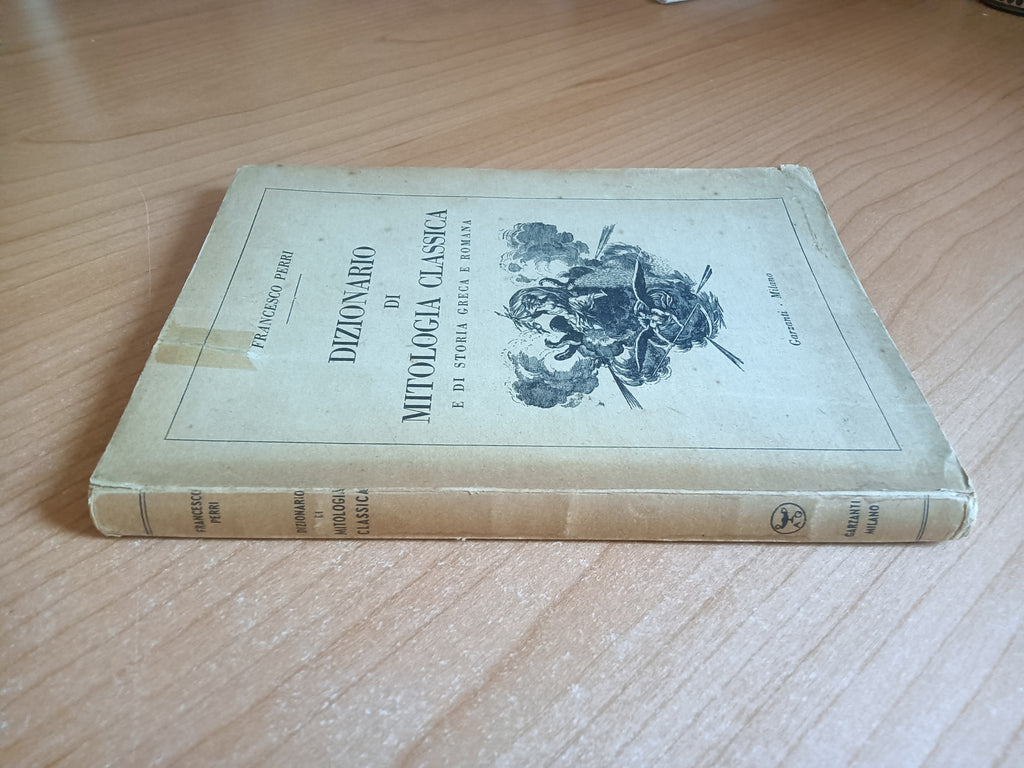 FRANCESCO PERRI
DIZIONARIO
DI
MITOLOGIA CLASSICA
E DI STORIA GRECA E ROMANA
Garzanti · Milano
FRANCESCO
PERRI
DIZIONARIO
DI
MITOLOGIA
CLASSICA
GARZANTI
MILANO